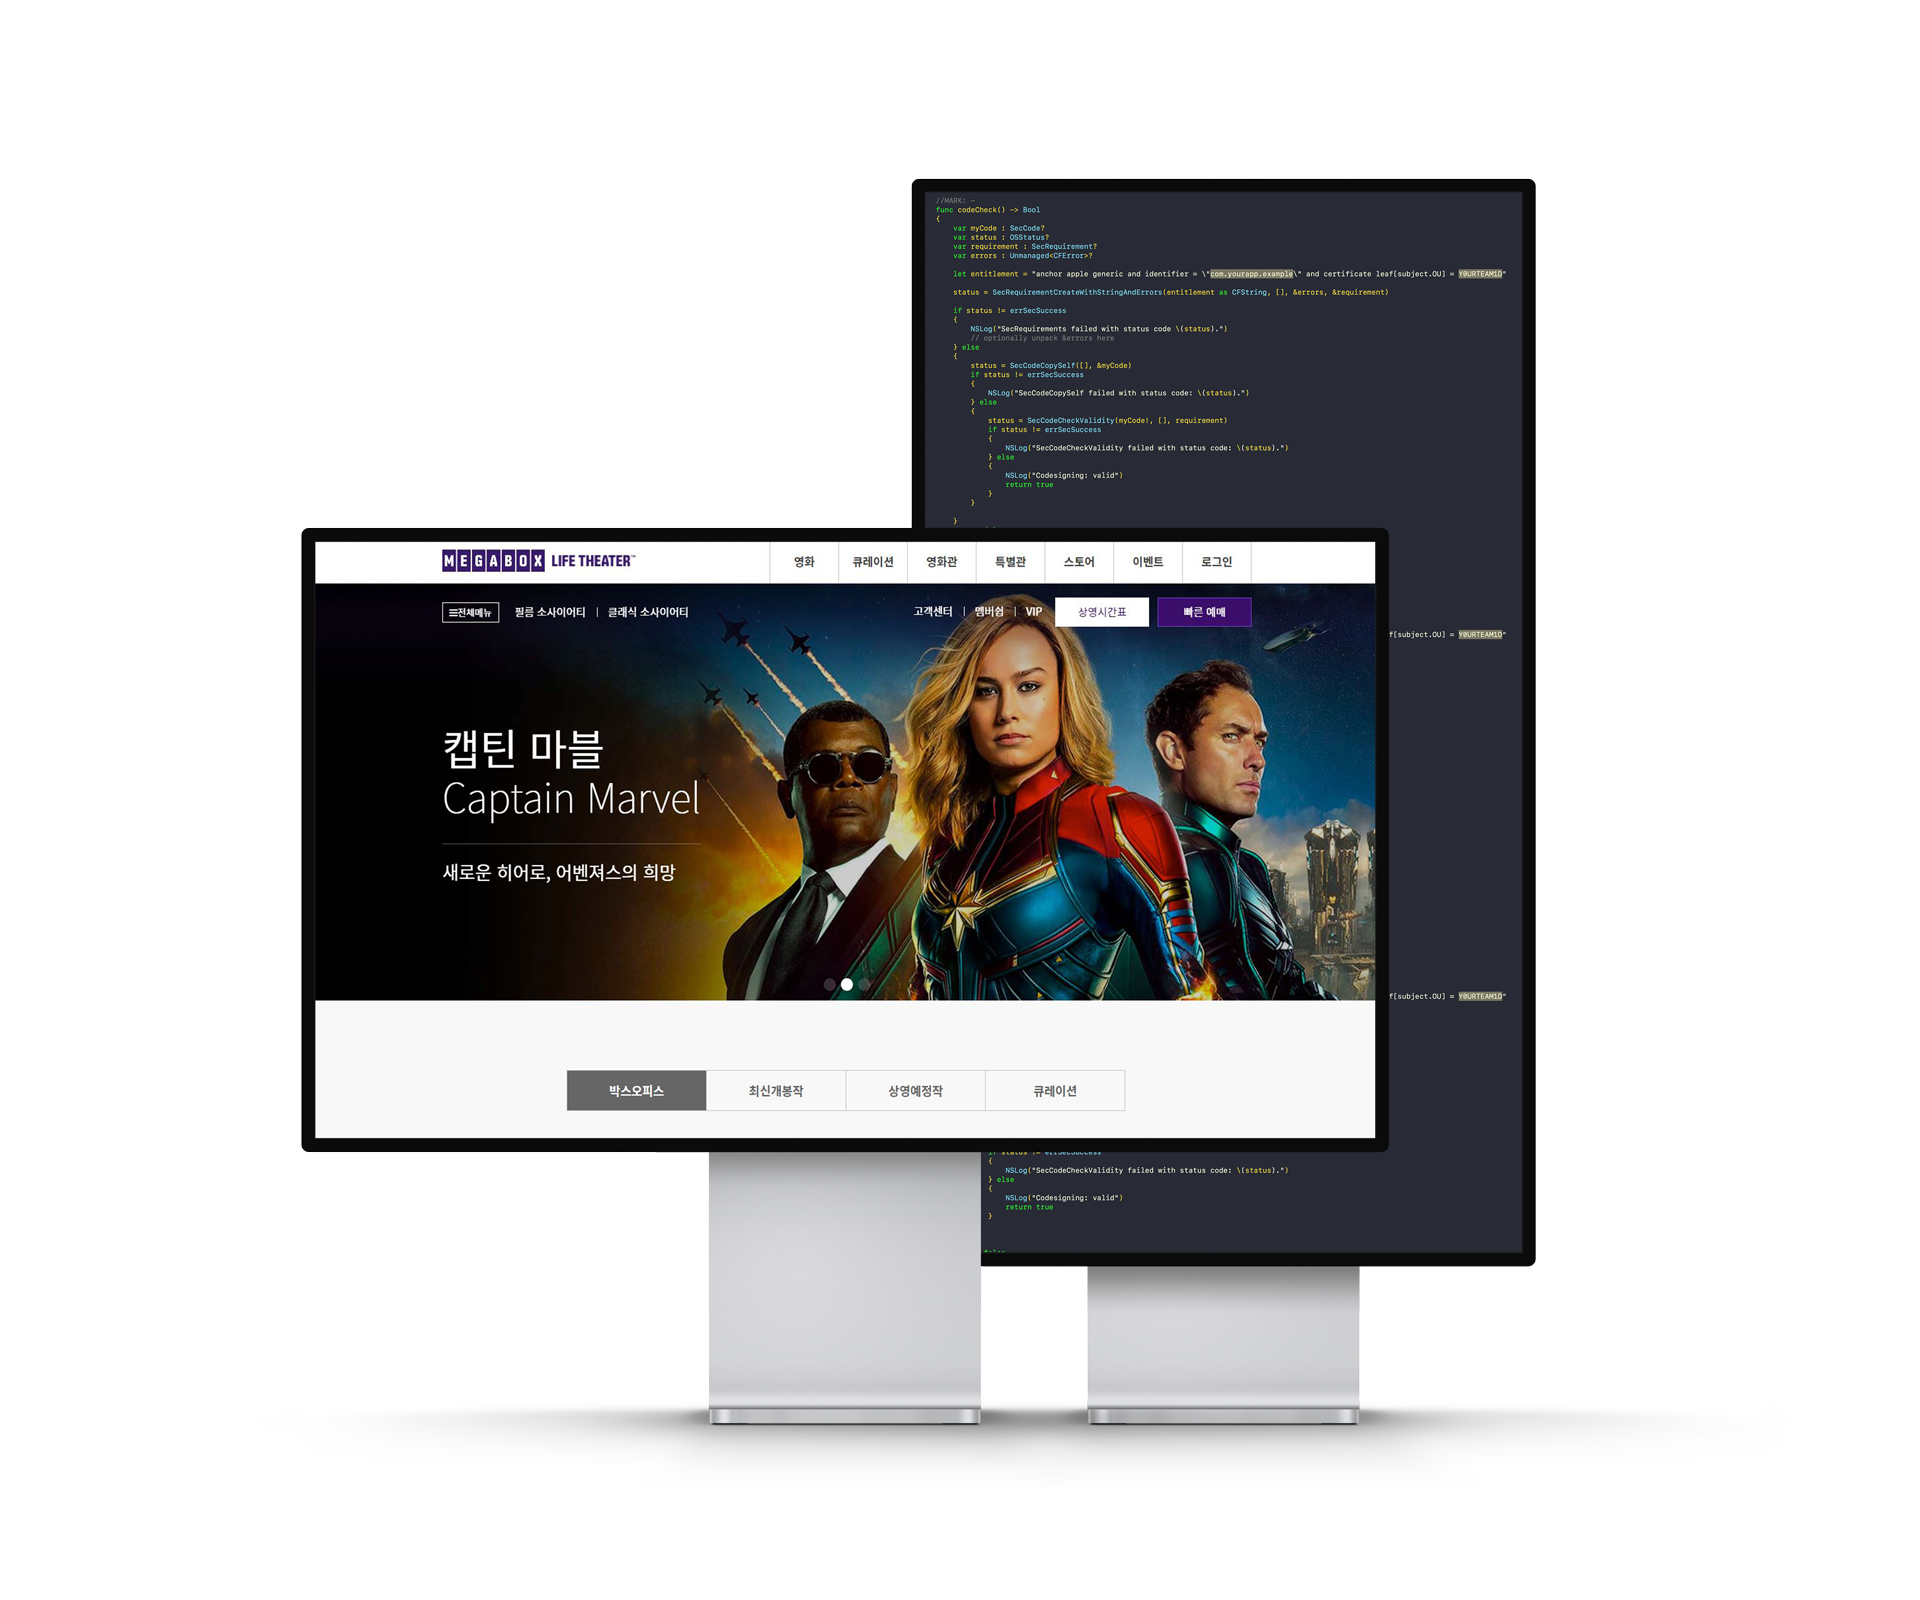 //MARK: -
func codeCheck() -> Bool
{
var myCode : SecCode?
var status : OSStatus?
var requirement : SecRequirement?
var errors : Unmanaged<CFError>?
let entitlement = "anchor apple generic and identifier = \"com.yourapp.example\" and certificate leaf[subject.OU] = Y0URTEAM1D"
status = SecRequirementCreateWithStringAndErrors(entitlement as CFString, [], &errors, &requirement)
if status != errSecSuccess
{
NSLog("SecRequirements failed with status code \(status).")
// optionally unpack &errors here
} else
{
status = SecCodeCopySelf([], &myCode)
if status != errSecSuccess
{
NSLog("SecCodeCopySelf failed with status code: \(status).")
} else
{
status = SecCodeCheckValidity(myCode!, [], requirement)
if status != errSecSuccess
{
NSLog("SecCodeCheckValidity failed with status code: \(status).")
} else
{
NSLog("Codesigning: valid")
return true
}
}
}
MEGABOX LIFE THEATER™
영화 큐레이션 영화관 특별관 스토어 이벤트 로그인
전체메뉴 필름 소사이어티 | 클래식 소사이어티
고객센터 | 멤버쉽 | VIP 상영시간표 빠른 예매
f[subject.OU] = Y0URTEAM1D"
캡틴 마블
Captain Marvel
새로운 히어로, 어벤져스의 희망
f[subject.OU] = Y0URTEAM1D"
박스오피스 최신개봉작 상영예정작 큐레이션
if status != errSecSuccess
{
NSLog("SecCodeCheckValidity failed with status code: \(status).")
} else
{
NSLog("Codesigning: valid")
return true
}